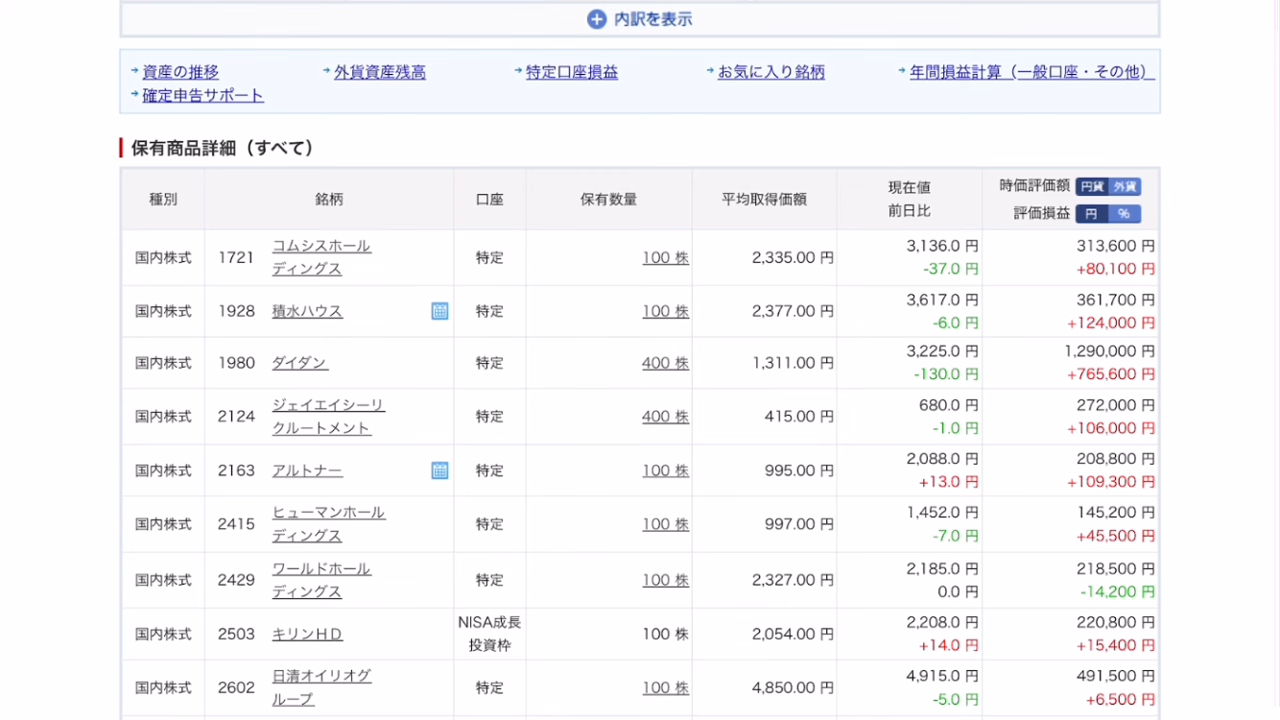 内訳を表示
資産の推移 外貨資産残高 特定口座損益 お気に入り銘柄 年間損益計算（一般口座・その他）
確定申告サポート
保有商品詳細（すべて）
種別 銘柄 口座 保有数量 平均取得価額 現在値 時価評価額 円貨 外貨
前日比 評価損益 円 %
国内株式 1721 コムシスホール 特定 100 株 2,335.00 円 3,136.0 円 313,600 円
ディングス -37.0 円 +80,100 円
国内株式 1928 積水ハウス 特定 100 株 2,377.00 円 3,617.0 円 361,700 円
-6.0 円 +124,000 円
国内株式 1980 ダイダン 特定 400 株 1,311.00 円 3,225.0 円 1,290,000 円
-130.0 円 +765,600 円
国内株式 2124 ジェイエイシーリ 特定 400 株 415.00 円 680.0 円 272,000 円
クルートメント -1.0 円 +106,000 円
国内株式 2163 アルトナー 特定 100 株 995.00 円 2,088.0 円 208,800 円
+13.0 円 +109,300 円
国内株式 2415 ヒューマンホール 特定 100 株 997.00 円 1,452.0 円 145,200 円
ディングス -7.0 円 +45,500 円
国内株式 2429 ワールドホール 特定 100 株 2,327.00 円 2,185.0 円 218,500 円
ディングス 0.0 円 -14,200 円
国内株式 2503 キリンＨＤ NISA成長 100 株 2,054.00 円 2,208.0 円 220,800 円
投資枠 +14.0 円 +15,400 円
国内株式 2602 日清オイリオグ 特定 100 株 4,850.00 円 4,915.0 円 491,500 円
ループ -5.0 円 +6,500 円